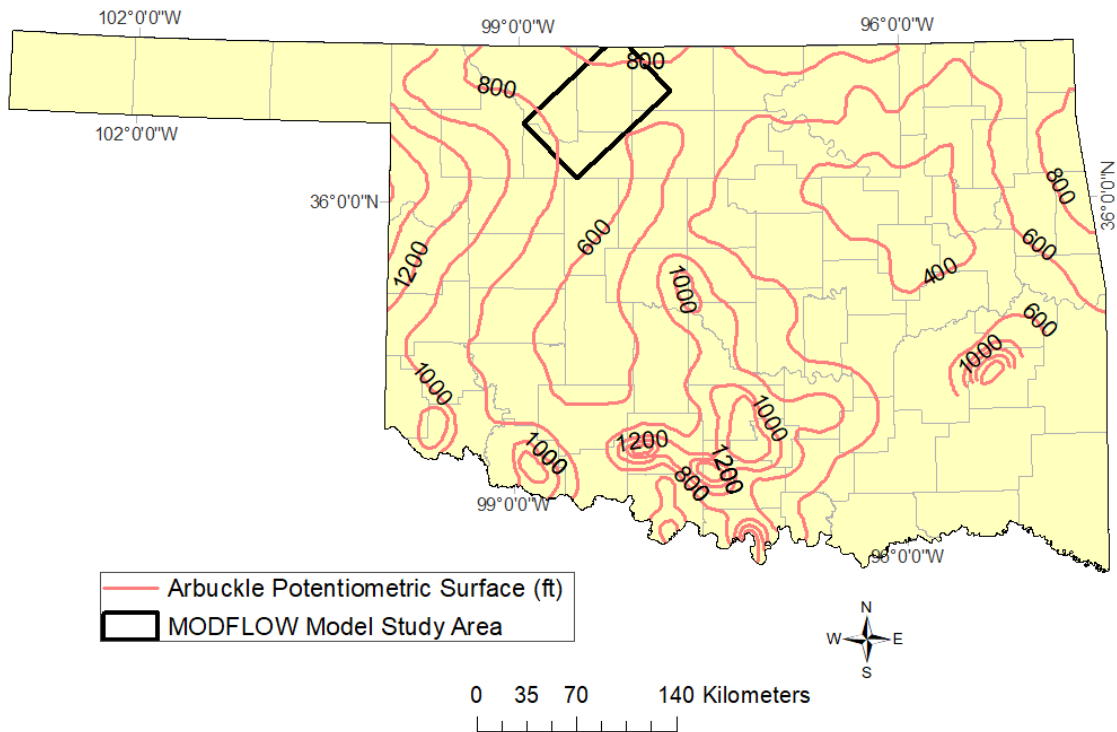 102°0'0"W
99°0'0"W
96°0'0"W
800
800
102°0'0"W
36°0'0"N
800
36°0'0"N
600
1200
600
400
1000
600
1000
1000
1000
1200
1000
1200
800
99°0'0"W
96°0'0"W
Arbuckle Potentiometric Surface (ft)
MODFLOW Model Study Area
N
W E
S
0 35 70 140 Kilometers